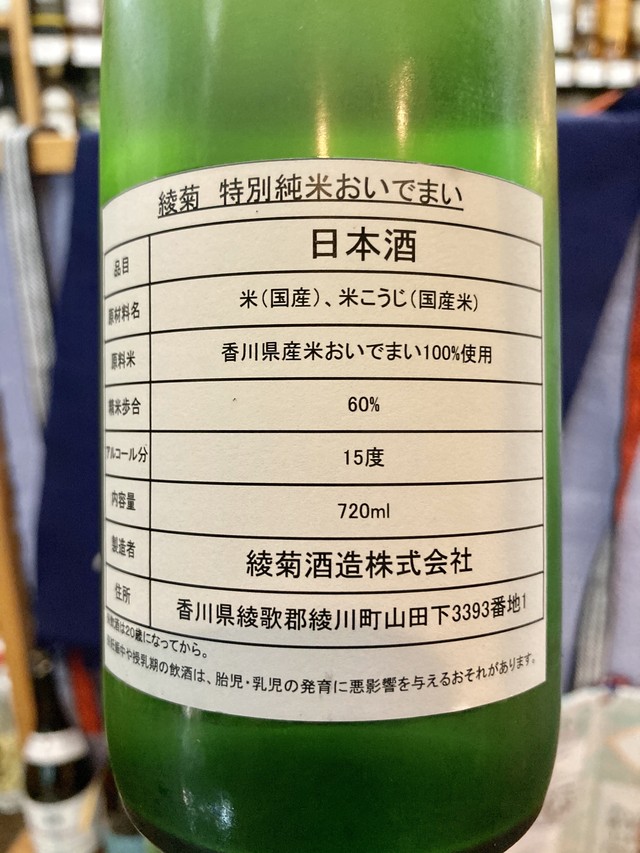 綾菊 特別純米おいでまい
品目 日本酒
原材料名 米(国産)、米こうじ(国産米)
原料米 香川県産米おいでまい100%使用
精米歩合 60%
アルコール分 15度
内容量 720ml
製造者 綾菊酒造株式会社
住所 香川県綾歌郡綾川町山田下3393番地1
飲酒は20歳になってから。
妊娠中や授乳期の飲酒は、胎児・乳児の発育に悪影響を与えるおそれがあります。